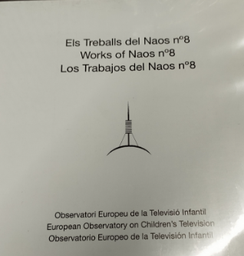 Els Treballs del Naos nº8
Works of Naos nº8
Los Trabajos del Naos nº8
Observatori Europeu de la Televisió Infantil
European Observatory on Children's Television
Observatorio Europeo de la Televisión Infantil